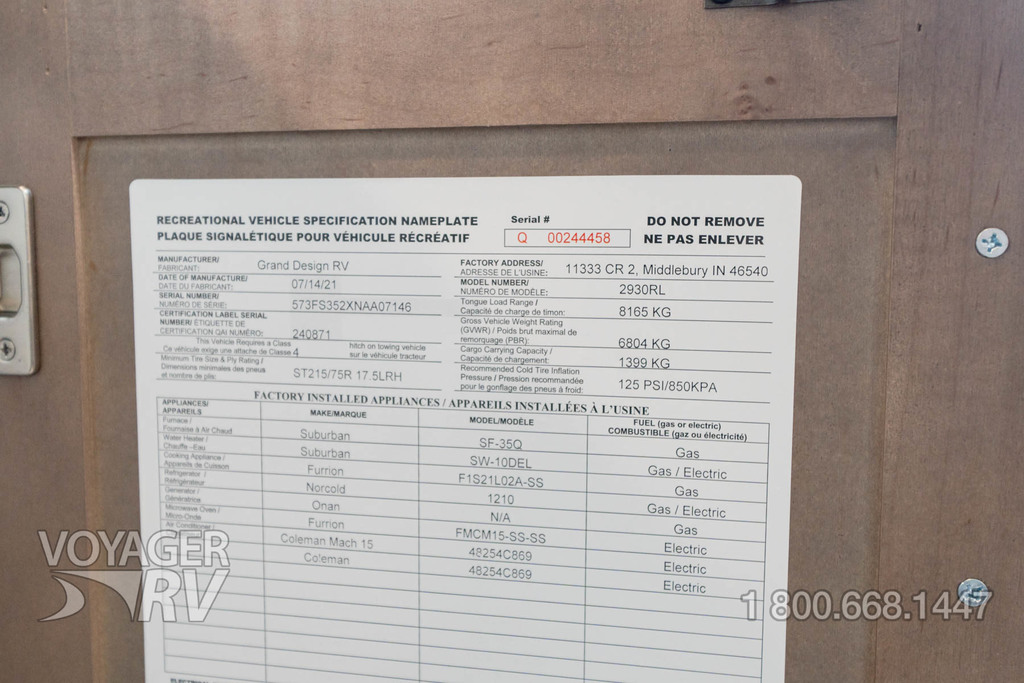 RECREATIONAL VEHICLE SPECIFICATION NAMEPLATE
PLAQUE SIGNALÉTIQUE POUR VÉHICULE RÉCRÉATIF
Serial #
Q 00244458
DO NOT REMOVE
NE PAS ENLEVER
MANUFACTURER/
FABRICANT:
Grand Design RV
DATE OF MANUFACTURE/
DATE DU FABRICANT:
07/14/21
SERIAL NUMBER/
NUMÉRO DE SÉRIE:
573FS352XNAA07146
CERTIFICATION LABEL SERIAL
NUMBER/ ÉTIQUETTE DE
CERTIFICATION QAI NUMÉRO:
240871
This Vehicle Requires a Class
Ce véhicule exige une attache de Classe 4
hitch on towing vehicle
sur le véhicule tracteur
Minimum Tire Size & Ply Rating /
Dimensions minimales des pneus
et nombre de plis:
ST215/75R 17.5LRH
FACTORY ADDRESS/
ADRESSE DE L'USINE:
11333 CR 2, Middlebury IN 46540
MODEL NUMBER/
NUMÉRO DE MODÈLE:
2930RL
Tongue Load Range /
Capacité de charge de timon:
8165 KG
Gross Vehicle Weight Rating
(GVWR) / Poids brut maximal de
remorquage (PBR):
6804 KG
Cargo Carrying Capacity /
Capacité de chargement:
1399 KG
Recommended Cold Tire Inflation
Pressure / Pression recommandée
pour le gonflage des pneus à froid:
125 PSI/850KPA
FACTORY INSTALLED APPLIANCES / APPAREILS INSTALLÉES À L'USINE
APPLIANCES/
APPAREILS
MAKE/MARQUE
MODEL/MODÈLE
FUEL (gas or electric)
COMBUSTIBLE (gaz ou électricité)
Furnace /
Fournaise à Air Chaud
Suburban
SF-35Q
Gas
Water Heater /
Chauffe-Eau
Suburban
SW-10DEL
Gas / Electric
Cooking Appliance /
Appareils de Cuisson
Furrion
F1S21L02A-SS
Gas
Refrigerator /
Réfrigérateur
Norcold
1210
Gas / Electric
Generator /
Génératrice
Onan
N/A
Gas
Microwave Oven /
Micro-Onde
Furrion
FMCM15-SS-SS
Electric
Air Conditioner /
Coleman Mach 15
48254C869
Electric
Coleman
48254C869
Electric
VOYAGER
RV
1 800.668.1447